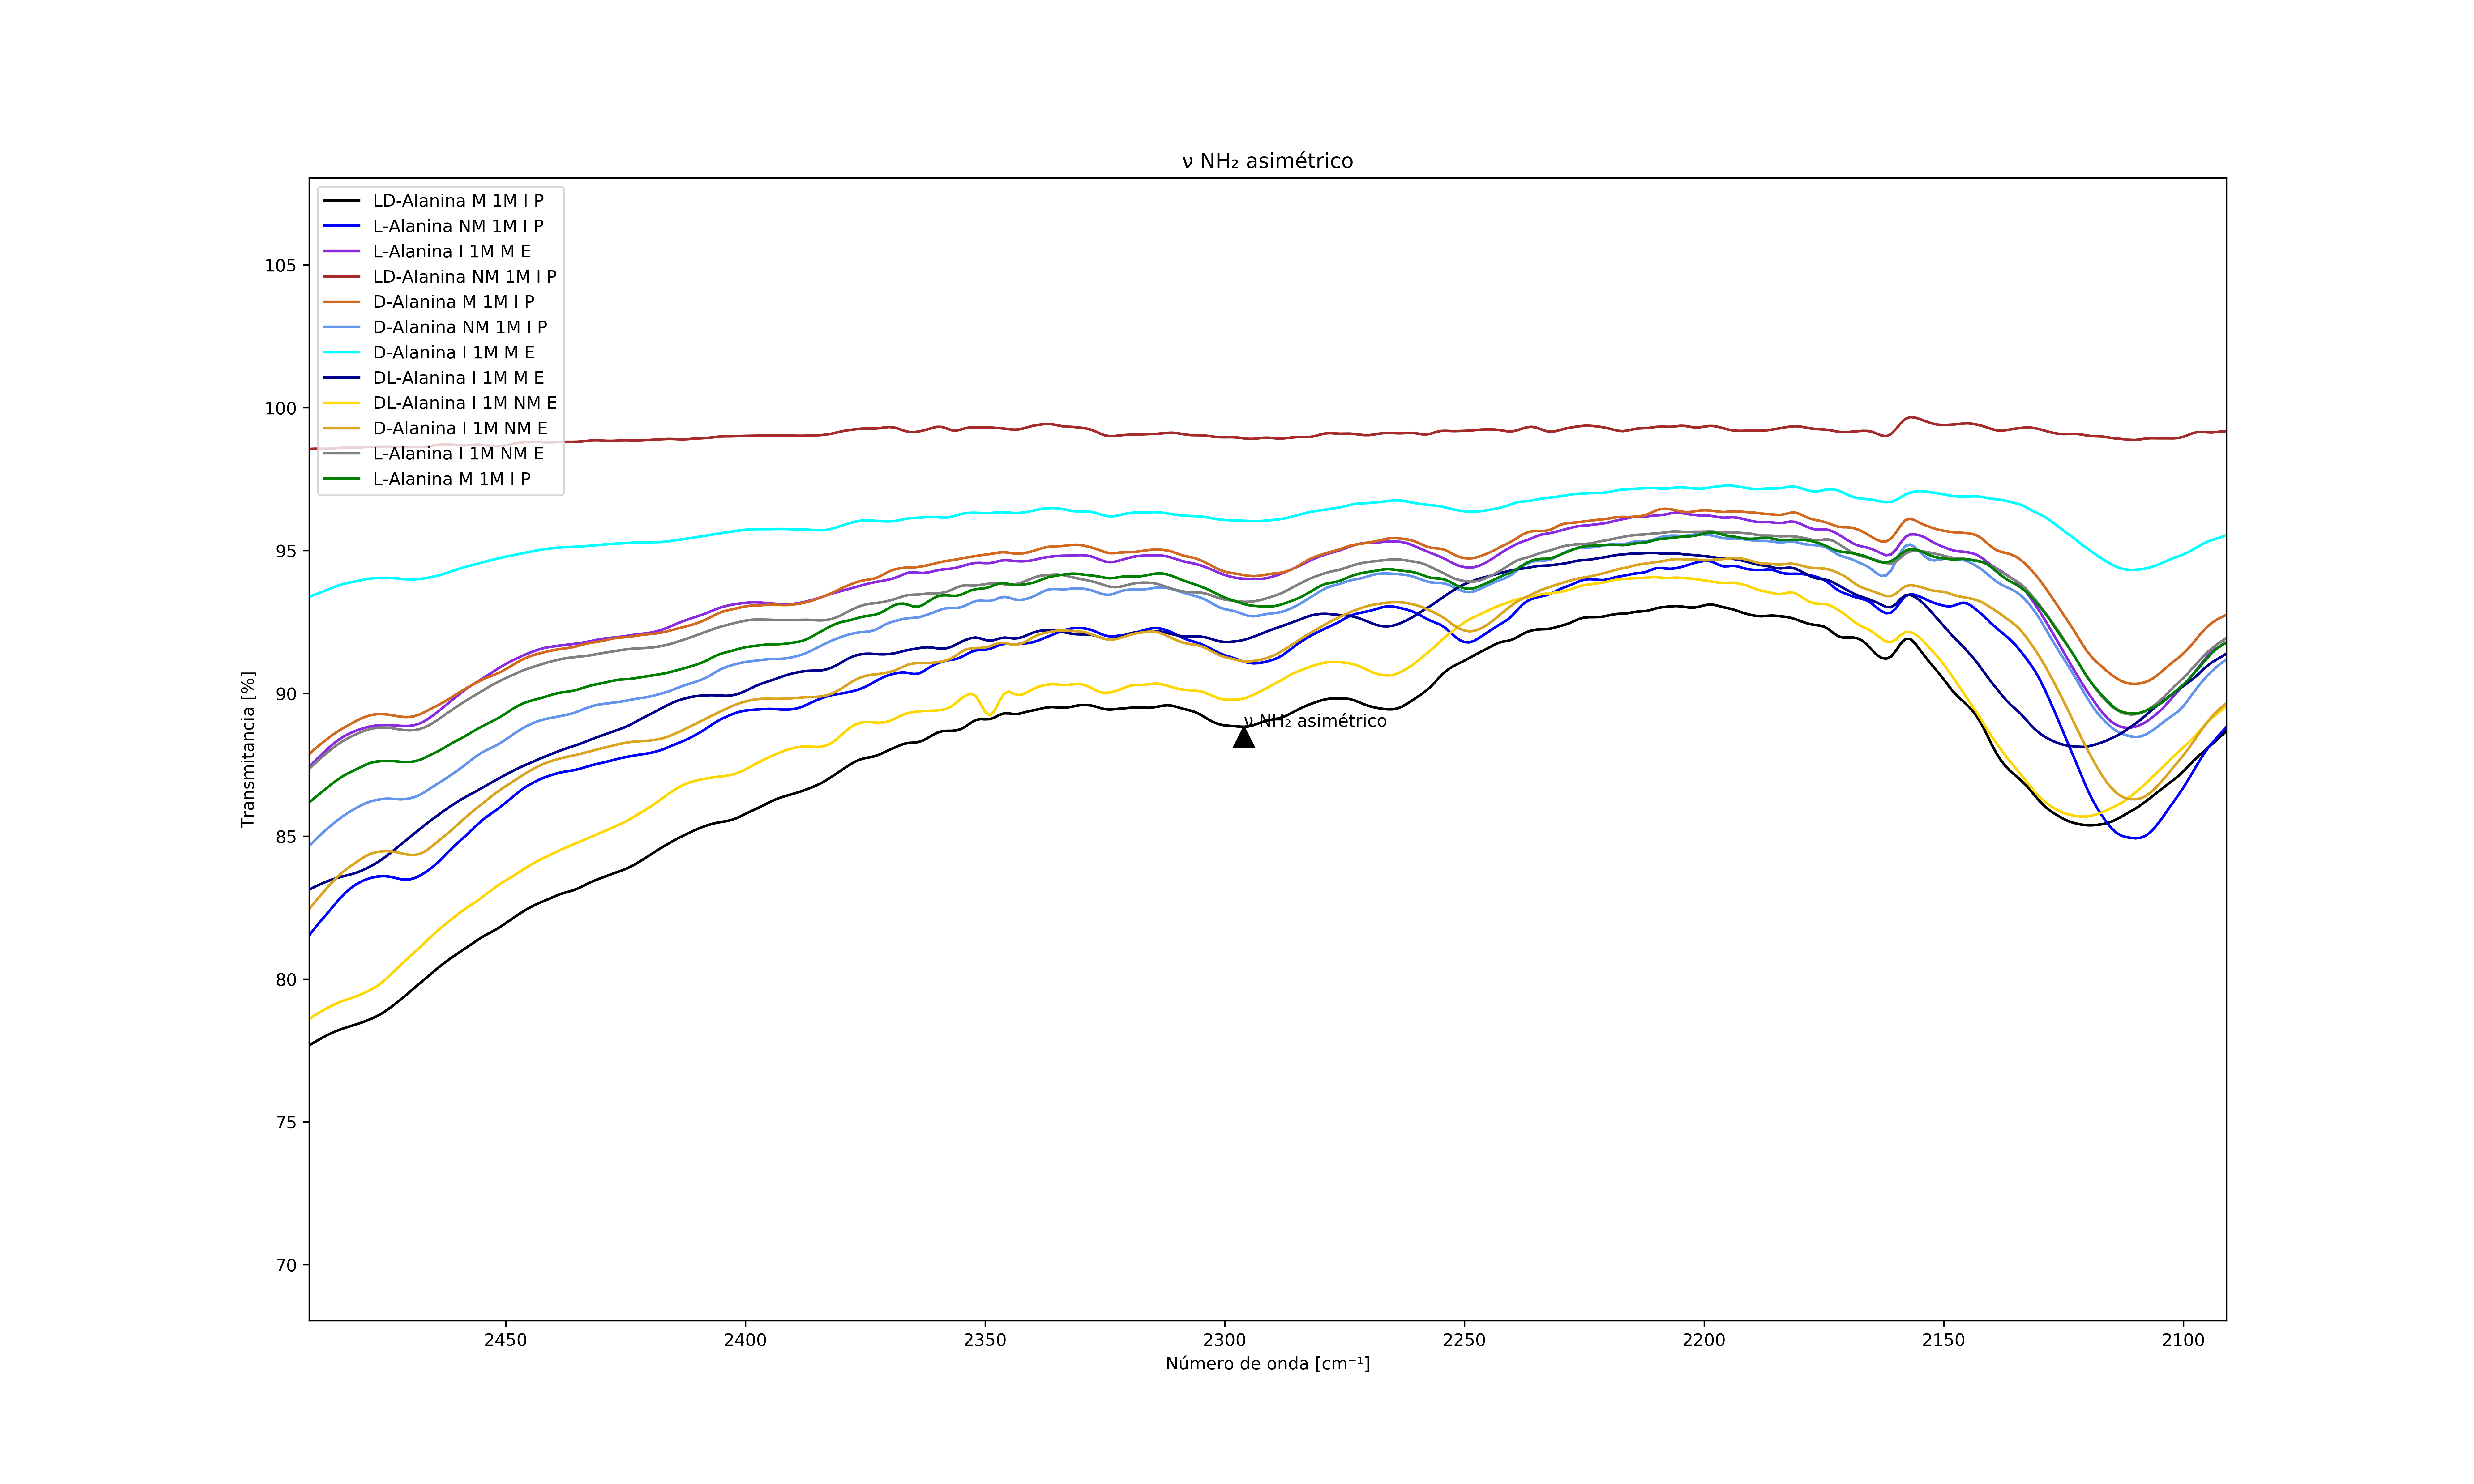 ν NH₂ asimétrico
LD-Alanina M 1M I P
L-Alanina NM 1M I P
L-Alanina I 1M M E
LD-Alanina NM 1M I P
D-Alanina M 1M I P
D-Alanina NM 1M I P
D-Alanina I 1M M E
DL-Alanina I 1M M E
DL-Alanina I 1M NM E
D-Alanina I 1M NM E
L-Alanina I 1M NM E
L-Alanina M 1M I P
105
100
95
90
85
80
75
70
Transmitancia [%]
ν NH₂ asimétrico
2450 2400 2350 2300 2250 2200 2150 2100
Número de onda [cm⁻¹]